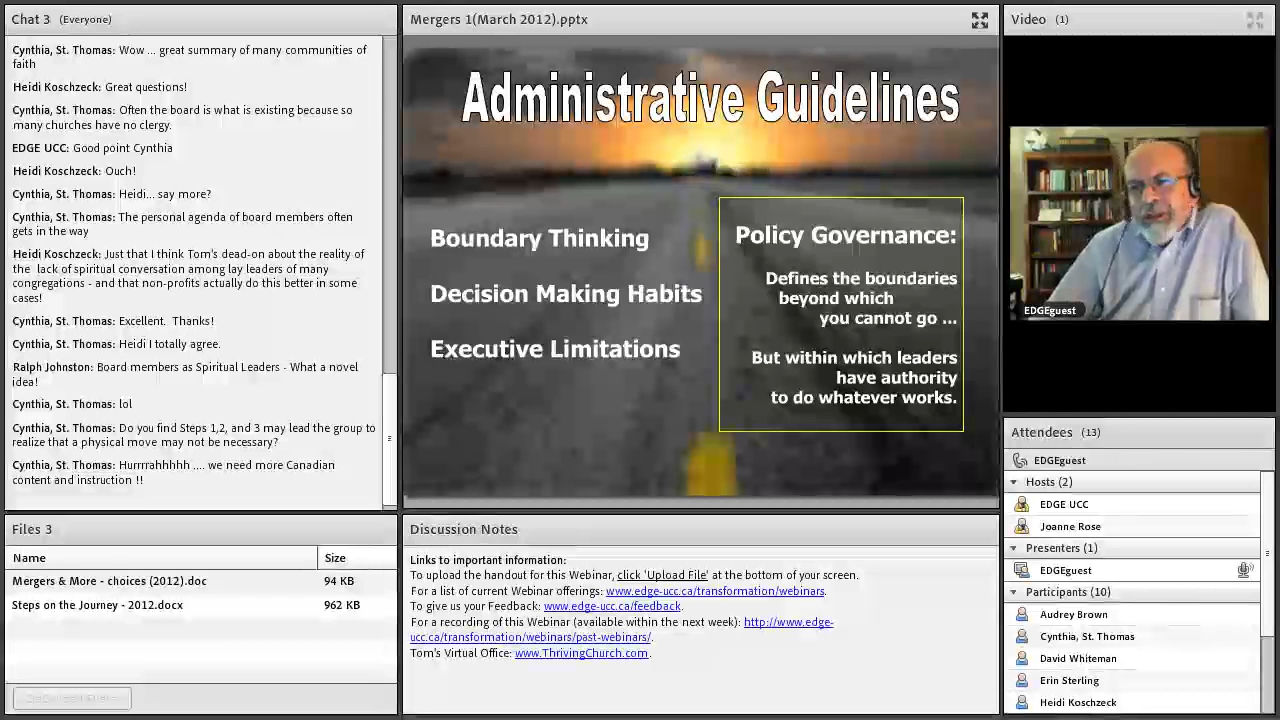 Chat 3 (Everyone)
Cynthia, St. Thomas: Wow ... great summary of many communities of
faith
Heidi Koschzeck: Great questions!
Cynthia, St. Thomas: Often the board is what is existing because so
many churches have no clergy.
EDGE UCC: Good point Cynthia
Heidi Koschzeck: Ouch!
Cynthia, St. Thomas: Heidi... say more?
Cynthia, St. Thomas: The personal agenda of board members often
gets in the way
Heidi Koschzeck: Just that I think Tom's dead-on about the reality of
the lack of spiritual conversation among lay leaders of many
congregations - and that non-profits actually do this better in some
cases!
Cynthia, St. Thomas: Excellent. Thanks!
Cynthia, St. Thomas: Heidi I totally agree.
Ralph Johnston: Board members as Spiritual Leaders - What a novel
idea!
Cynthia, St. Thomas: lol
Cynthia, St. Thomas: Do you find Steps 1,2, and 3 may lead the group to
realize that a physical move may not be necessary?
Cynthia, St. Thomas: Hurrrrahhhhh .... we need more Canadian
content and instruction !!
Files 3
Name Size
Mergers & More - choices (2012).doc 94 KB
Steps on the Journey - 2012.docx 962 KB
Mergers 1(March 2012).pptx
Administrative Guidelines
Boundary Thinking
Decision Making Habits
Executive Limitations
Policy Governance:
Defines the boundaries
beyond which
you cannot go ...
But within which leaders
have authority
to do whatever works.
Discussion Notes
Links to important information:
To upload the handout for this Webinar, click 'Upload File' at the bottom of your screen.
For a list of current Webinar offerings: www.edge-ucc.ca/transformation/webinars.
To give us your Feedback: www.edge-ucc.ca/feedback.
For a recording of this Webinar (available within the next week): http://www.edge-
ucc.ca/transformation/webinars/past-webinars/.
Tom's Virtual Office: www.ThrivingChurch.com.
Video (1)
EDGEguest
Attendees (13)
EDGEguest
Hosts (2)
EDGE UCC
Joanne Rose
Presenters (1)
EDGEguest
Participants (10)
Audrey Brown
Cynthia, St. Thomas
David Whiteman
Erin Sterling
Heidi Koschzeck